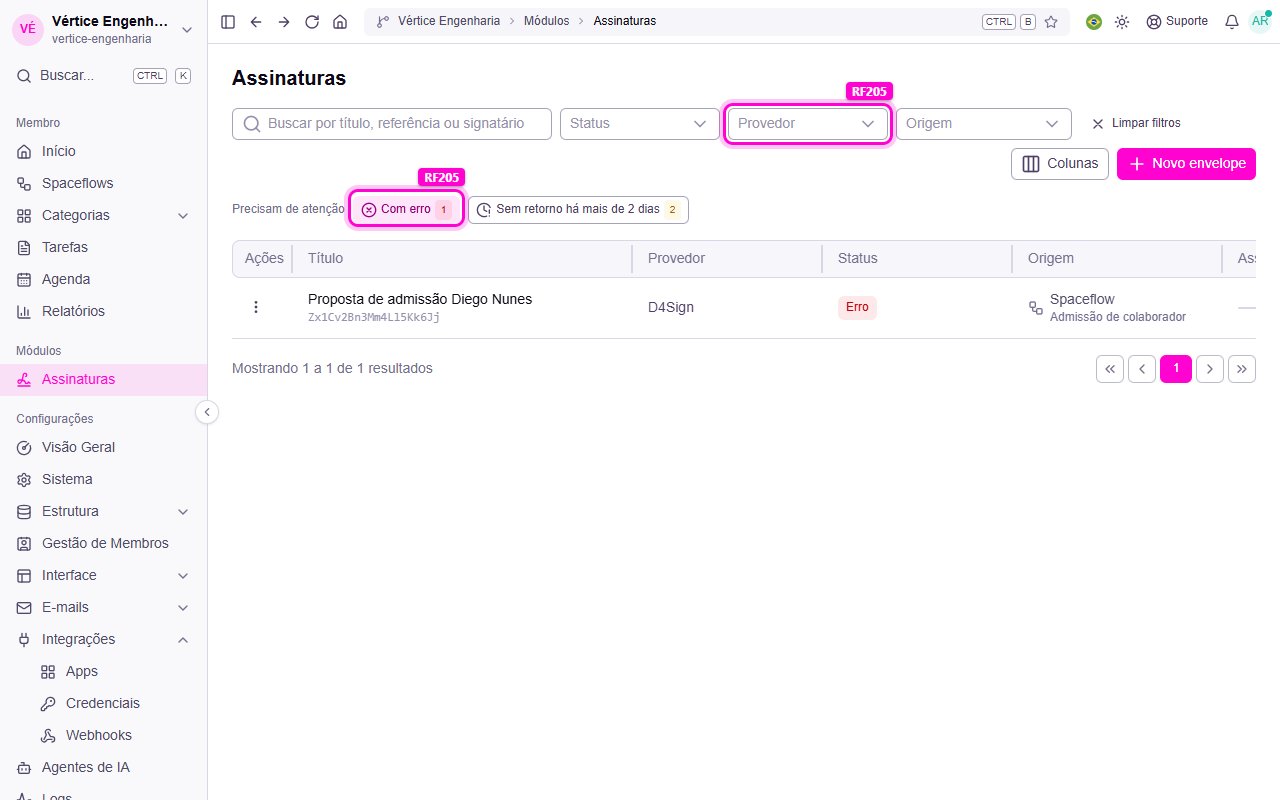 VÉ
Vértice Engenh...
vertice-engenharia
Buscar...
CTRL K
Membro
Início
Spaceflows
Categorias
Tarefas
Agenda
Relatórios
Módulos
Assinaturas
Configurações
Visão Geral
Sistema
Estrutura
Gestão de Membros
Interface
E-mails
Integrações
Apps
Credenciais
Webhooks
Agentes de IA
Logs
Vértice Engenharia > Módulos > Assinaturas
CTRL B
Suporte
AR
Assinaturas
RF205
Buscar por título, referência ou signatário
Status
Provedor
Origem
Limpar filtros
Colunas
Novo envelope
RF205
Precisam de atenção
Com erro 1
Sem retorno há mais de 2 dias 2
Ações Título Provedor Status Origem Ass
Proposta de admissão Diego Nunes
Zx1Cv2Bn3Mm4L15Kk6Jj
D4Sign
Erro
Spaceflow
Admissão de colaborador
—
Mostrando 1 a 1 de 1 resultados
« ‹ 1 › »